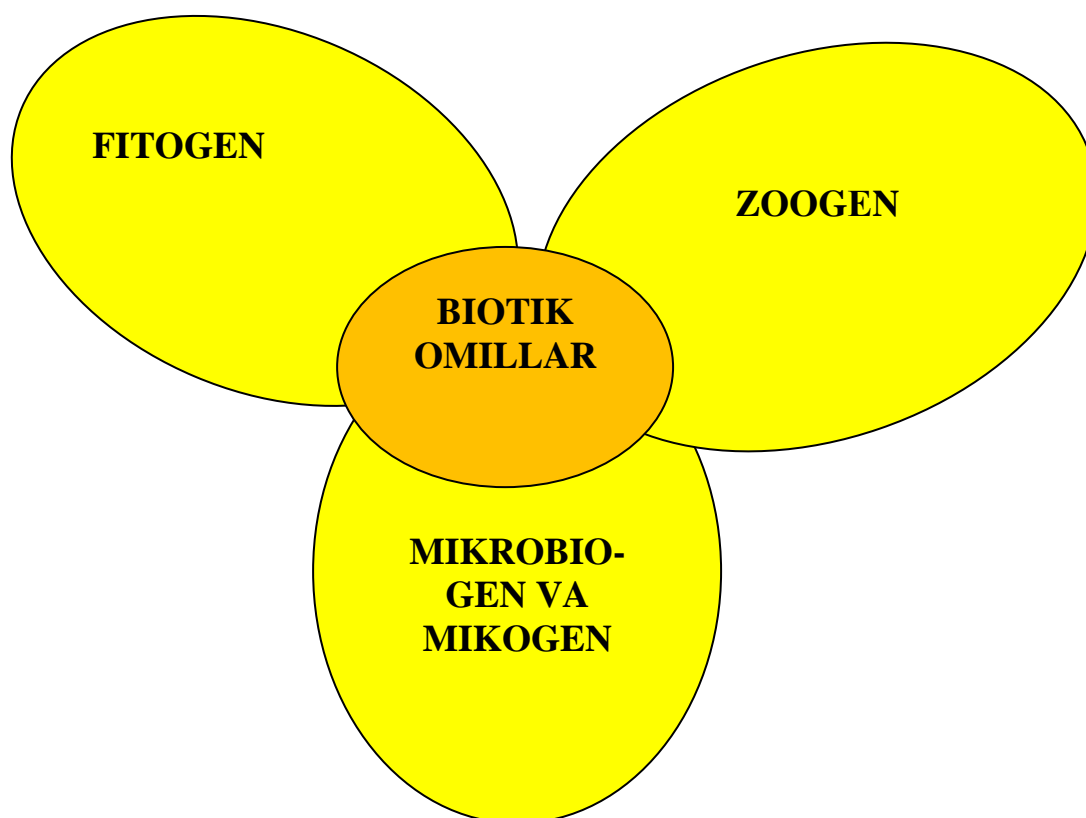 FITOGEN
ZOOGEN
BIOTIK
OMILLAR
MIKROBIO-
GEN VA
MIKOGEN